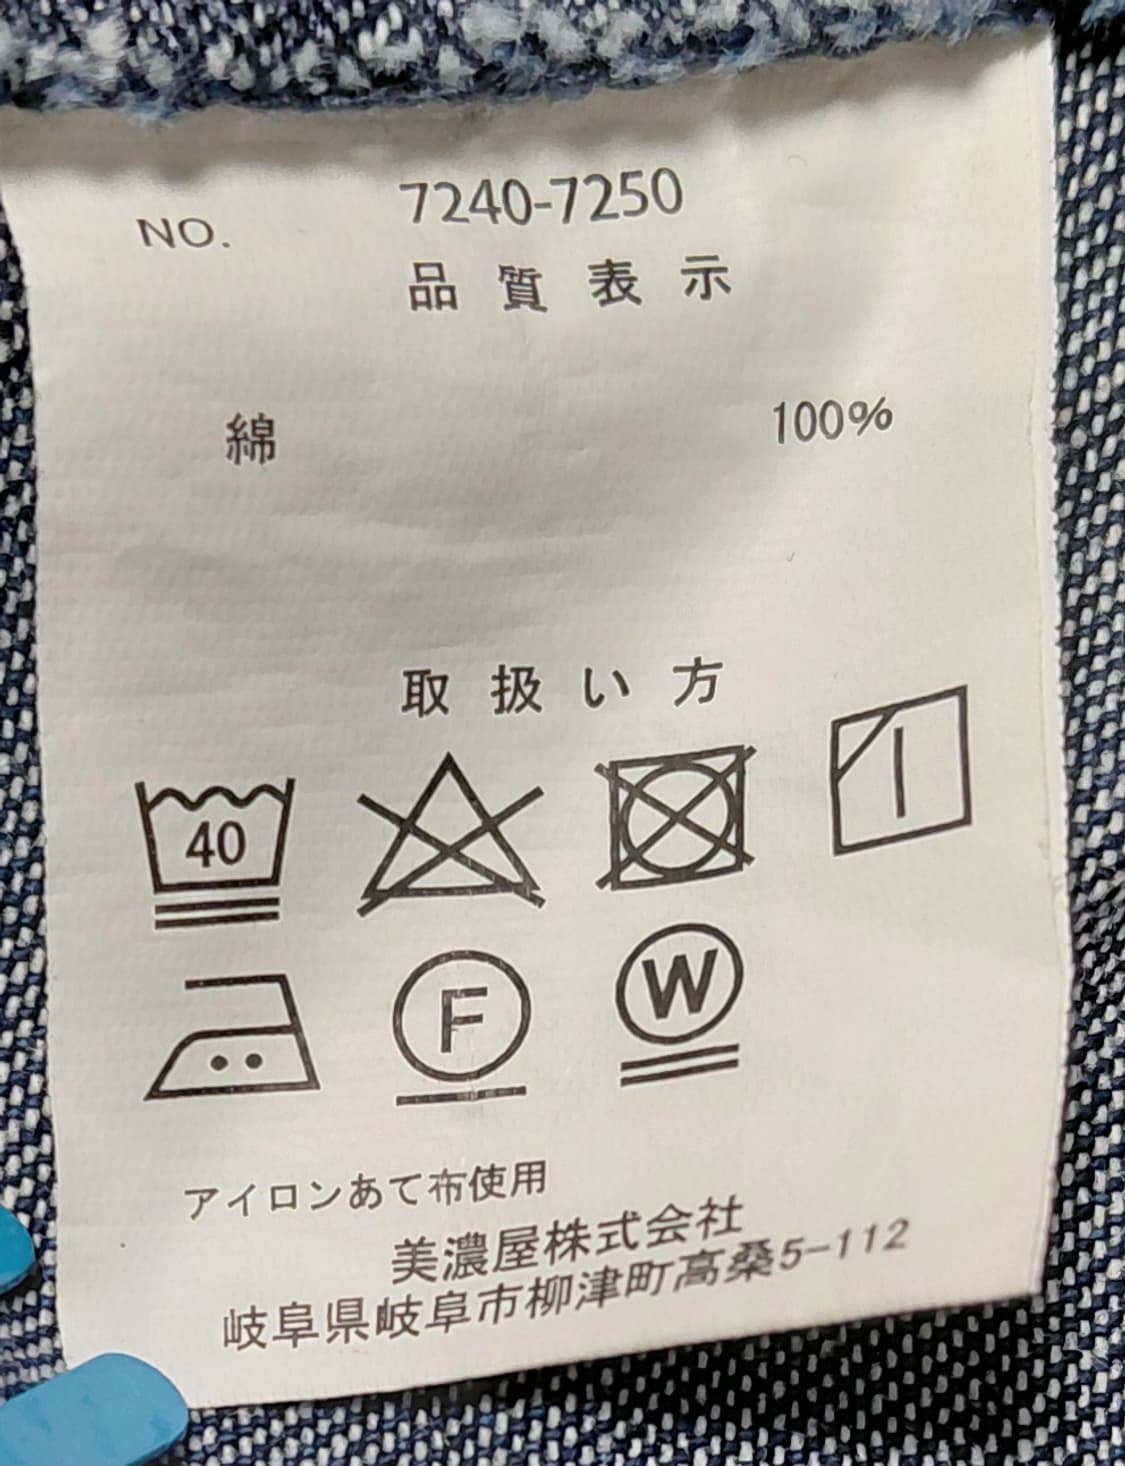 NO. 7240-7250
品質表示
綿 100%
取扱い方
40
F W
アイロンあて布使用
美濃屋株式会社
岐阜県岐阜市柳津町高桑5-112